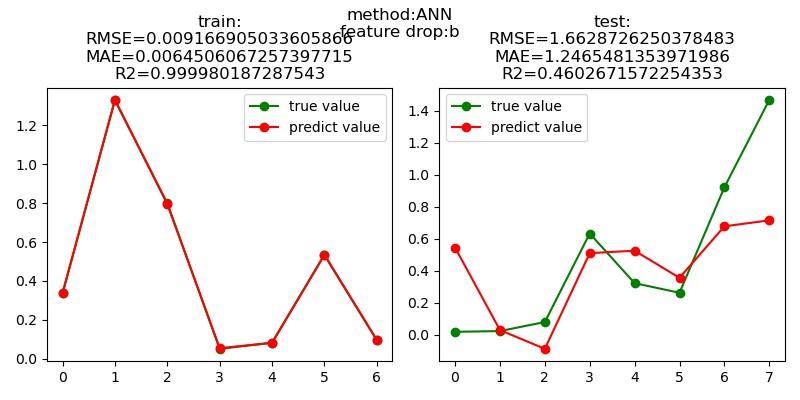 method:ANN
feature drop:b
train:
RMSE=0.009166905033605866
MAE=0.0064506067257397715
R2=0.999980187287543
true value
predict value
1.2
1.0
0.8
0.6
0.4
0.2
0.0
0 1 2 3 4 5 6
test:
RMSE=1.6628726250378483
MAE=1.2465481353971986
R2=0.4602671572254353
true value
predict value
1.4
1.2
1.0
0.8
0.6
0.4
0.2
0.0
0 1 2 3 4 5 6 7